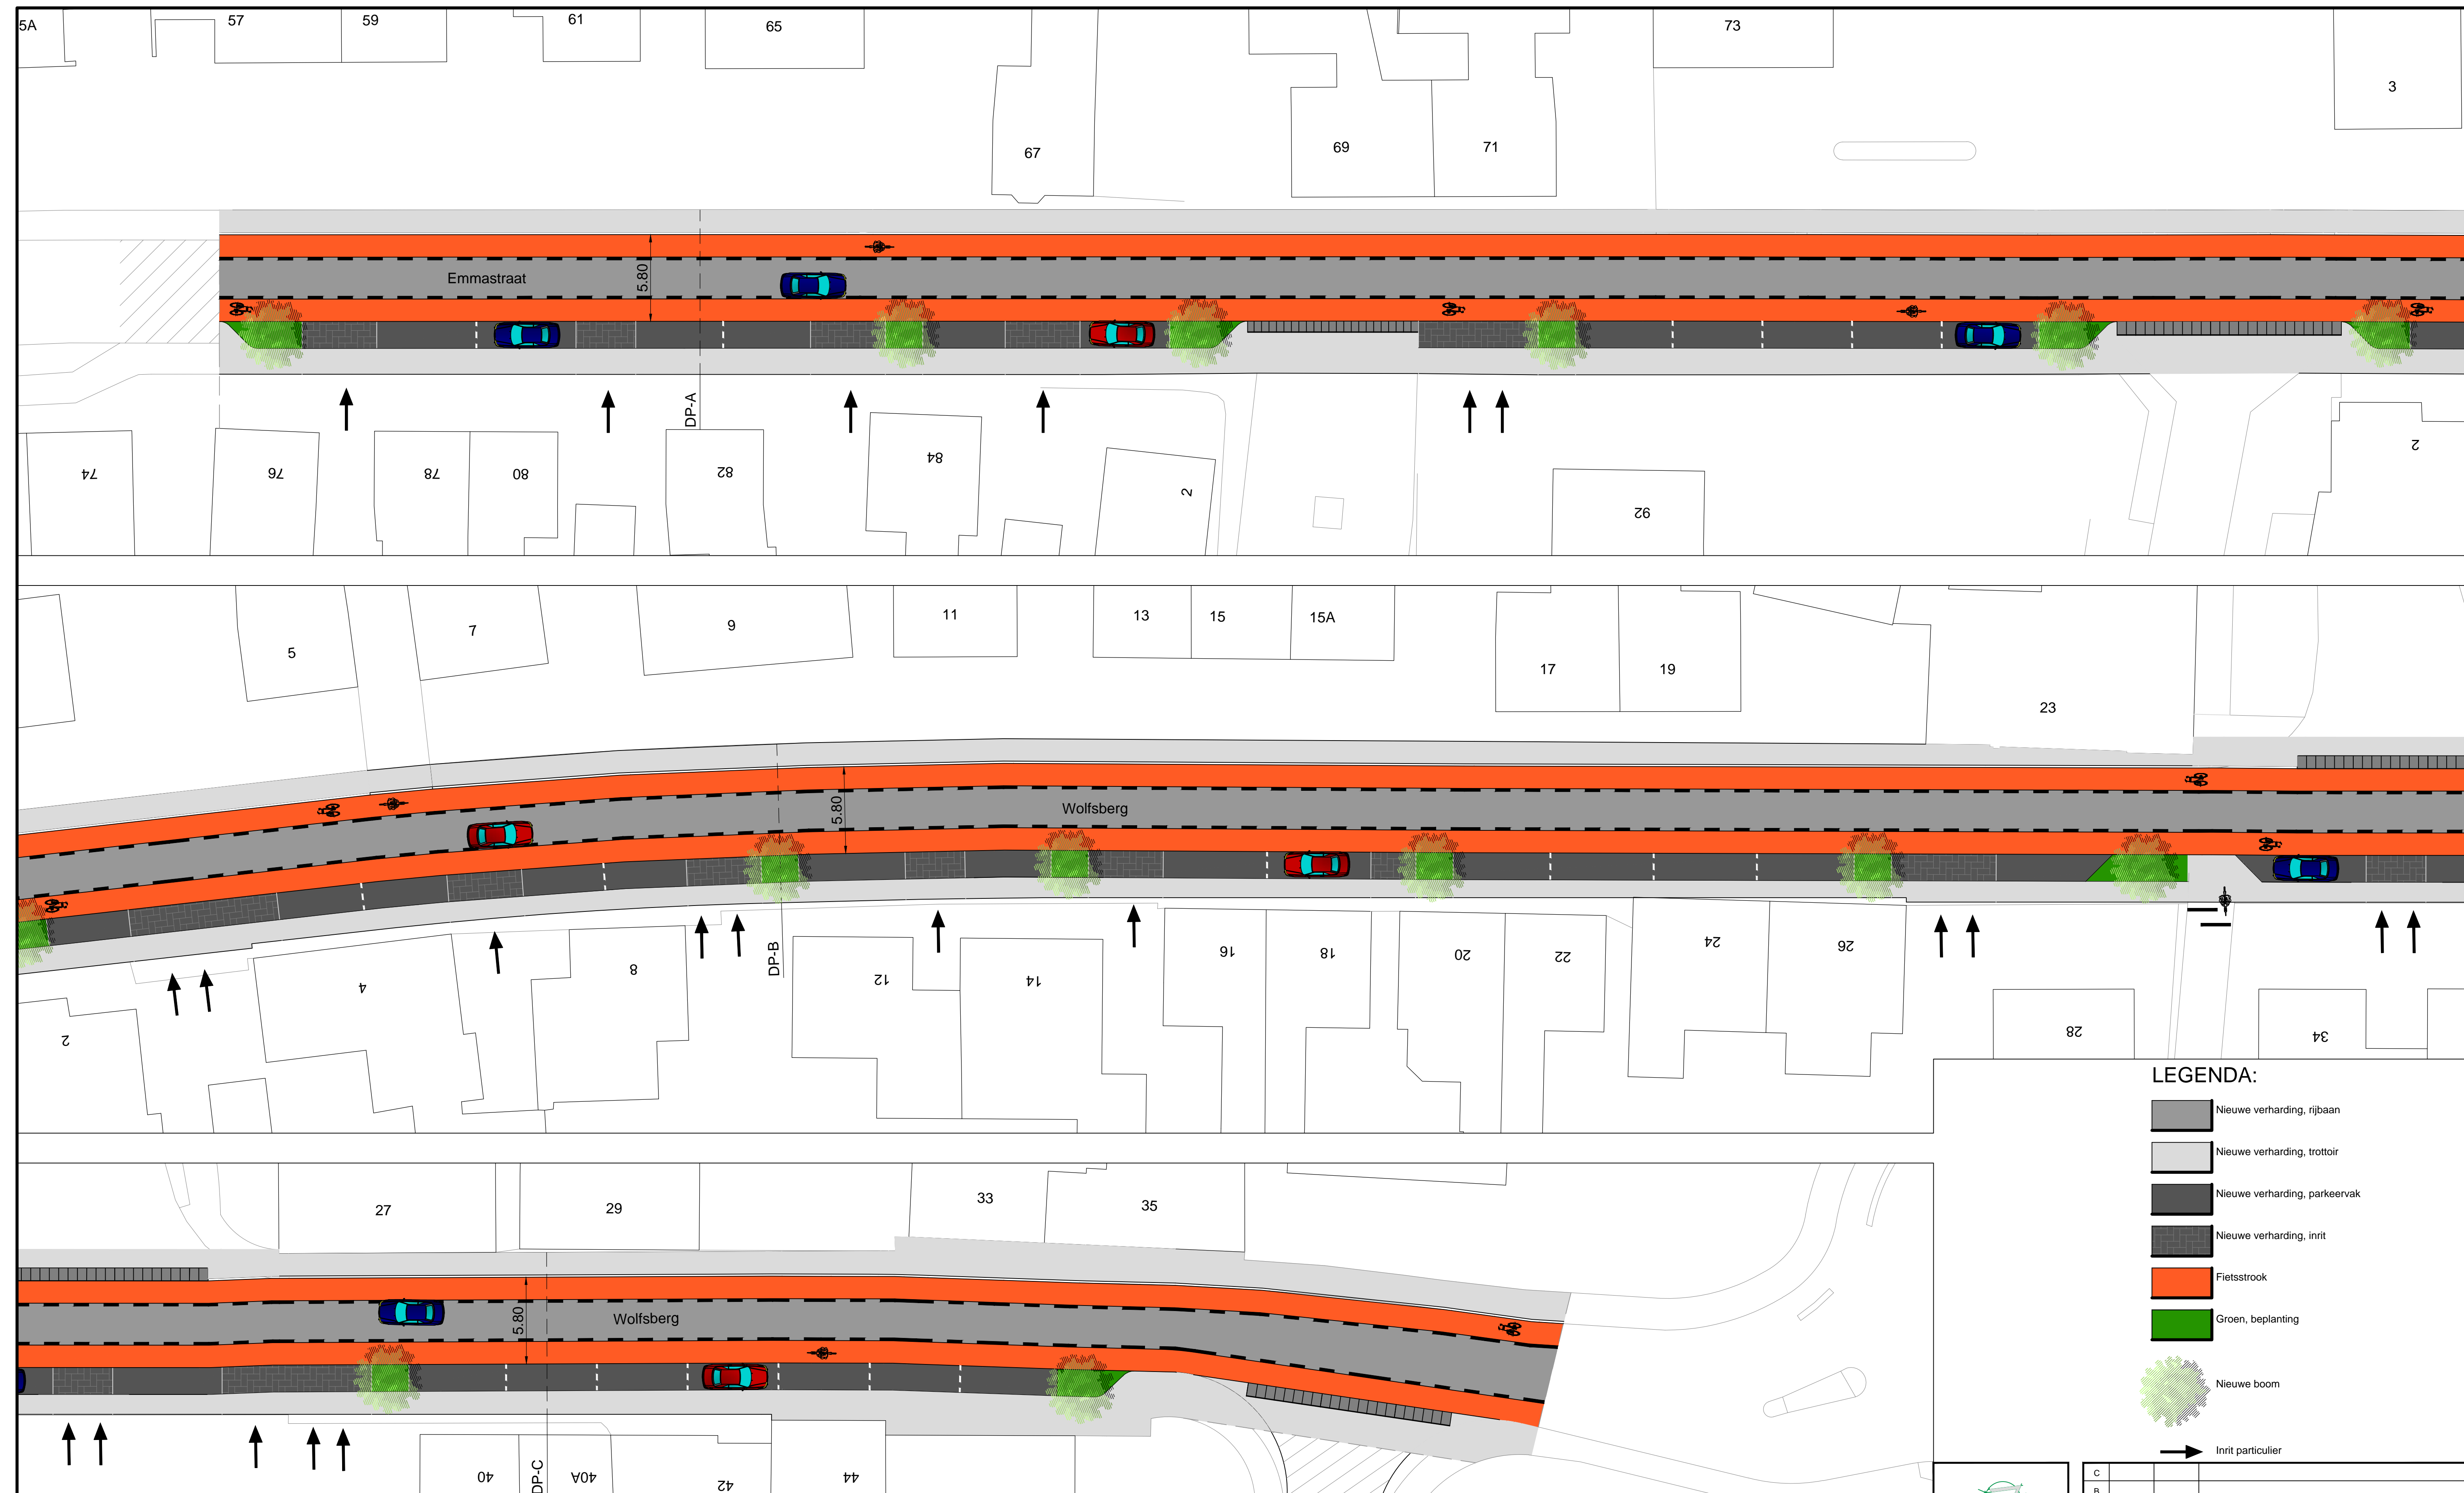 5A
57
59
61
65
67
69
71
73
3
Emmastraat
5.80
DP-A
74
76
78
80
82
84
2
92
2
5
7
9
11
13
15
15A
17
19
23
Wolfsberg
5.80
DP-B
2
4
8
12
14
16
18
20
22
24
26
28
34
LEGENDA:
Nieuwe verharding, rijbaan
Nieuwe verharding, trottoir
Nieuwe verharding, parkeervak
Nieuwe verharding, inrit
Fietsstrook
Groen, beplanting
Nieuwe boom
Inrit particulier
27
29
33
35
Wolfsberg
5.80
DP-C
40
40A
42
44
C
B